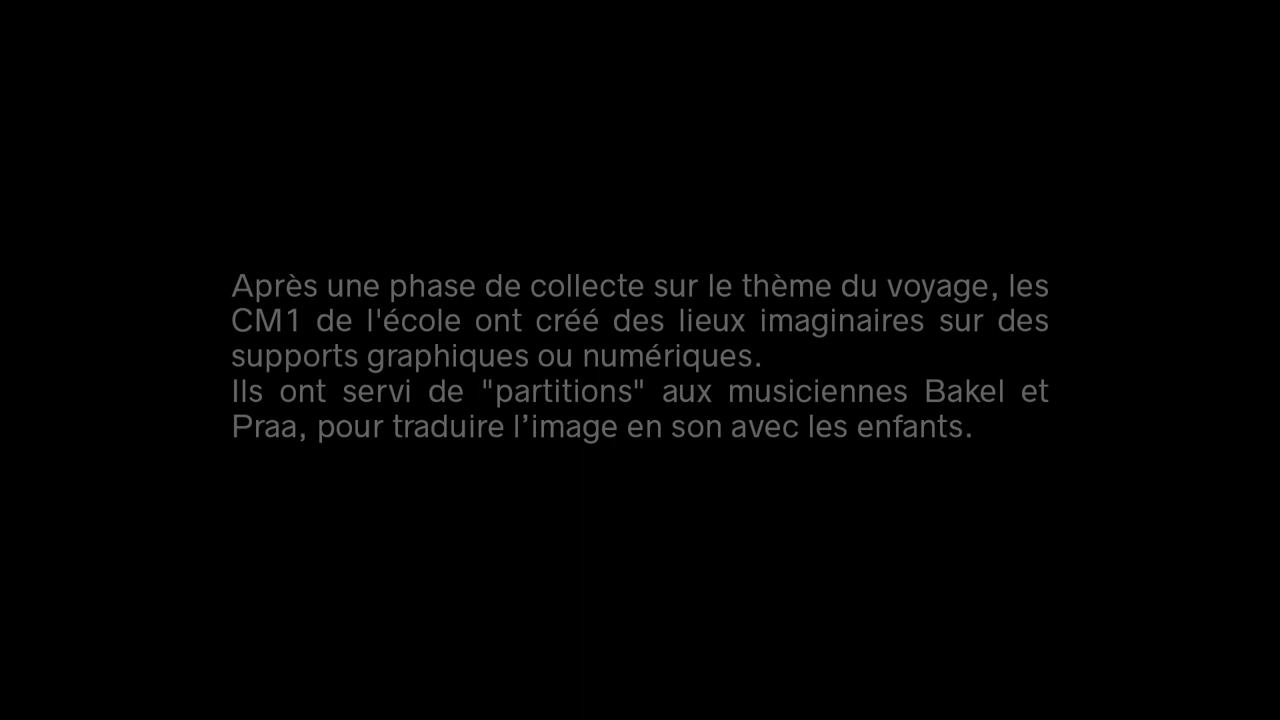 Après une phase de collecte sur le thème du voyage, les
CM1 de l'école ont créé des lieux imaginaires sur des
supports graphiques ou numériques.
Ils ont servi de "partitions" aux musiciennes Bakel et
Praa, pour traduire l’image en son avec les enfants.